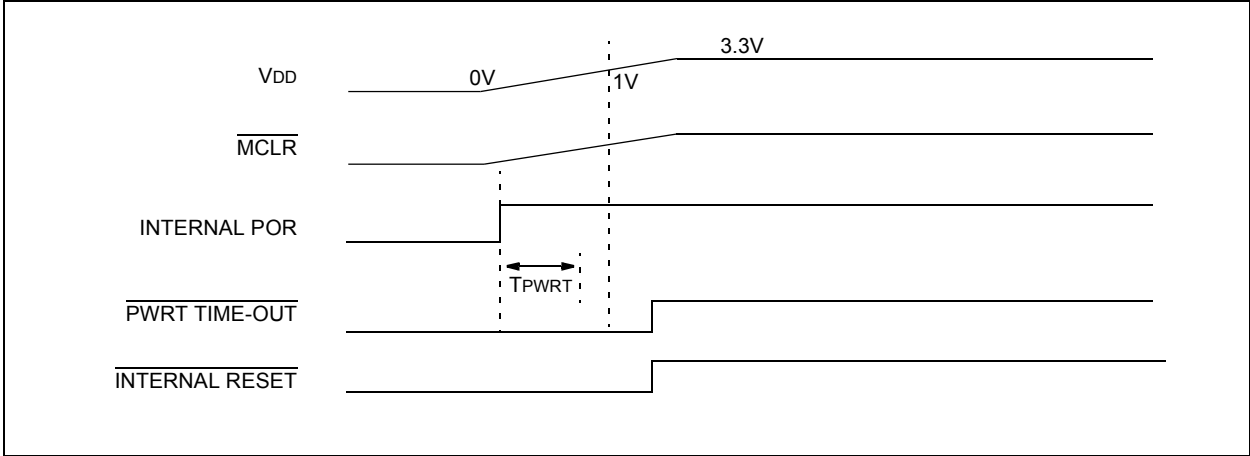 3.3V
VDD
0V
1V
MCLR
INTERNAL POR
TPWRT
PWRT TIME-OUT
INTERNAL RESET